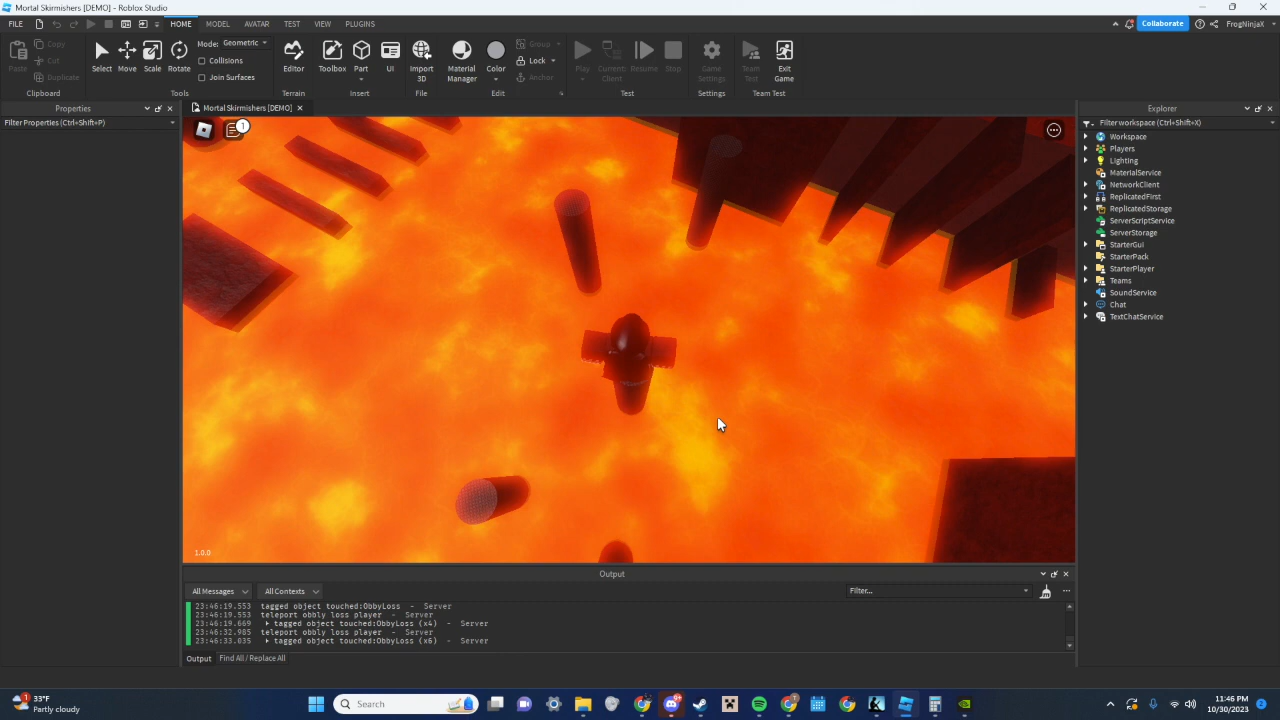 Mortal Skirmishers [DEMO] - Roblox Studio
FILE HOME MODEL AVATAR TEST VIEW PLUGINS Collaborate FrogNinjaX
Paste Copy Cut Duplicate
Clipboard
Select Move Scale Rotate
Mode: Geometric
Collisions
Join Surfaces
Tools
Editor
Terrain
Toolbox Part UI
Insert
Import 3D
File
Material Manager Color Group Lock Anchor
Edit
Play Current: Client Resume Stop
Test
Game Settings
Settings
Team Test Exit Game
Team Test
Properties
Filter Properties (Ctrl+Shift+P)
Mortal Skirmishers [DEMO]
1
1.0.0
Explorer
Filter workspace (Ctrl+Shift+X)
Workspace
Players
Lighting
MaterialService
NetworkClient
ReplicatedFirst
ReplicatedStorage
ServerScriptService
ServerStorage
StarterGui
StarterPack
StarterPlayer
Teams
SoundService
Chat
TextChatService
Output
All Messages All Contexts Filter...
23:46:19.553 tagged object touched:ObbyLoss - Server
23:46:19.553 teleport obbly loss player - Server
23:46:19.669 tagged object touched:ObbyLoss (x4) - Server
23:46:32.985 teleport obbly loss player - Server
23:46:33.035 tagged object touched:ObbyLoss (x6) - Server
Output Find All / Replace All
1 33°F
Partly cloudy
Search
11:46 PM
10/30/2023
2